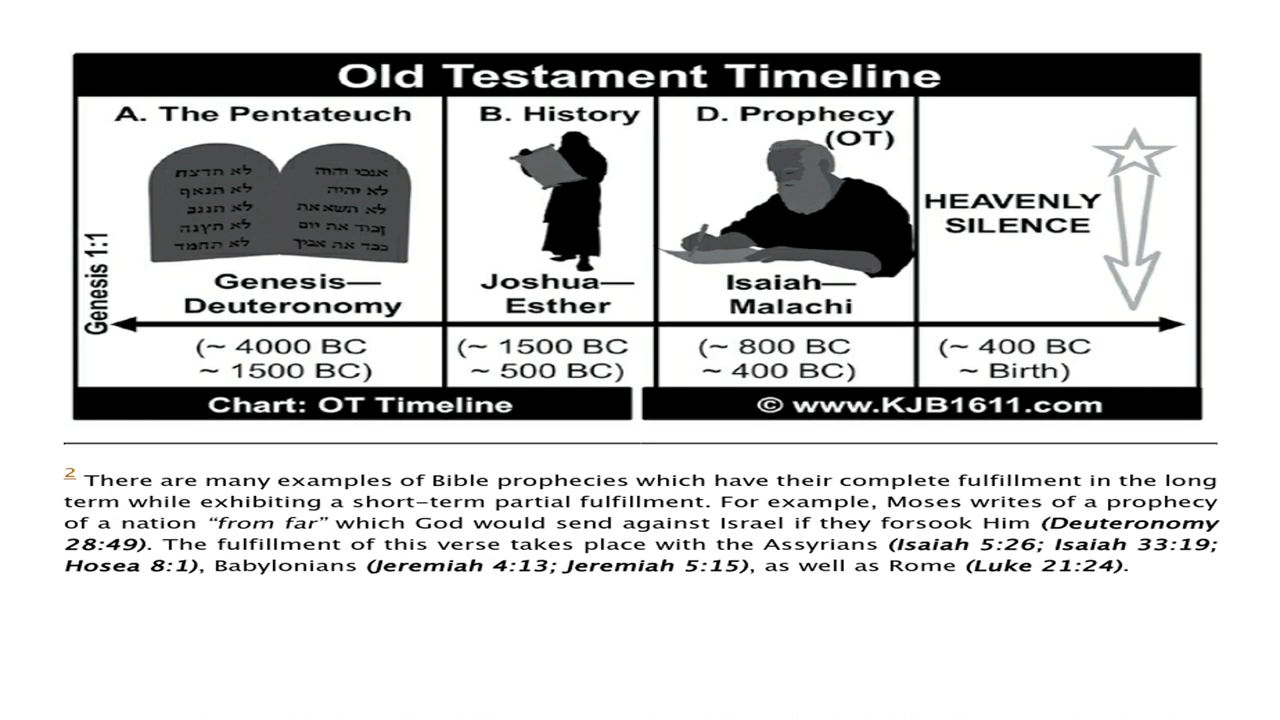 Old Testament Timeline
A. The Pentateuch
לא תרצח
לא תנאף
לא תגנב
לא תענה
לא תחמד
אנכי יהוה
לא יהיה
לא תשא את
זכור את יום
כבד את אביך
Genesis—
Deuteronomy
Genesis 1:1
(~ 4000 BC
~ 1500 BC)
B. History
Joshua—
Esther
(~ 1500 BC
~ 500 BC)
D. Prophecy
(OT)
Isaiah—
Malachi
(~ 800 BC
~ 400 BC)
HEAVENLY
SILENCE
(~ 400 BC
~ Birth)
Chart: OT Timeline
© www.KJB1611.com
2 There are many examples of Bible prophecies which have their complete fulfillment in the long
term while exhibiting a short-term partial fulfillment. For example, Moses writes of a prophecy
of a nation “from far” which God would send against Israel if they forsook Him (Deuteronomy
28:49). The fulfillment of this verse takes place with the Assyrians (Isaiah 5:26; Isaiah 33:19;
Hosea 8:1), Babylonians (Jeremiah 4:13; Jeremiah 5:15), as well as Rome (Luke 21:24).